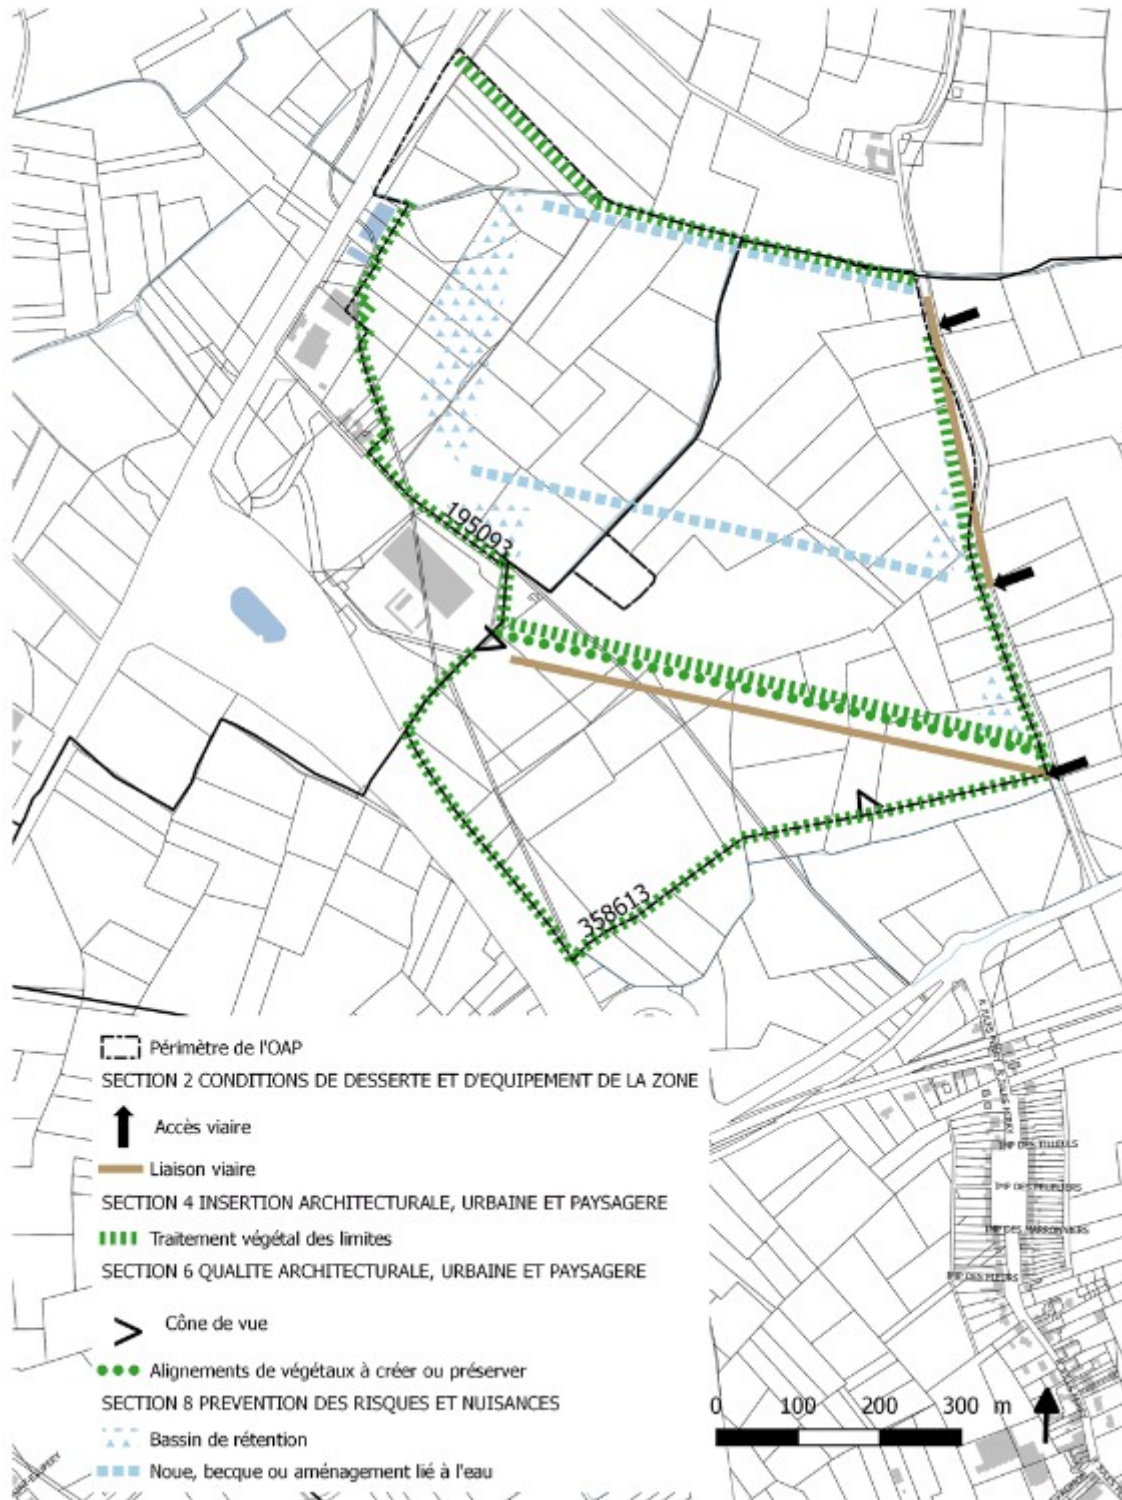 195093
358613
Périmètre de l'OAP
SECTION 2 CONDITIONS DE DESSERTE ET D'EQUIPEMENT DE LA ZONE
Accès viaire
Liaison viaire
SECTION 4 INSERTION ARCHITECTURALE, URBAINE ET PAYSAGERE
Traitement végétal des limites
SECTION 6 QUALITE ARCHITECTURALE, URBAINE ET PAYSAGERE
Cône de vue
Alignements de végétaux à créer ou préserver
SECTION 8 PREVENTION DES RISQUES ET NUISANCES
Bassin de rétention
Noue, becque ou aménagement lié à l'eau
IMP DES TILLEULS
IMP DES MARRONNIERS
IMP DES FLEURS
0 100 200 300 m